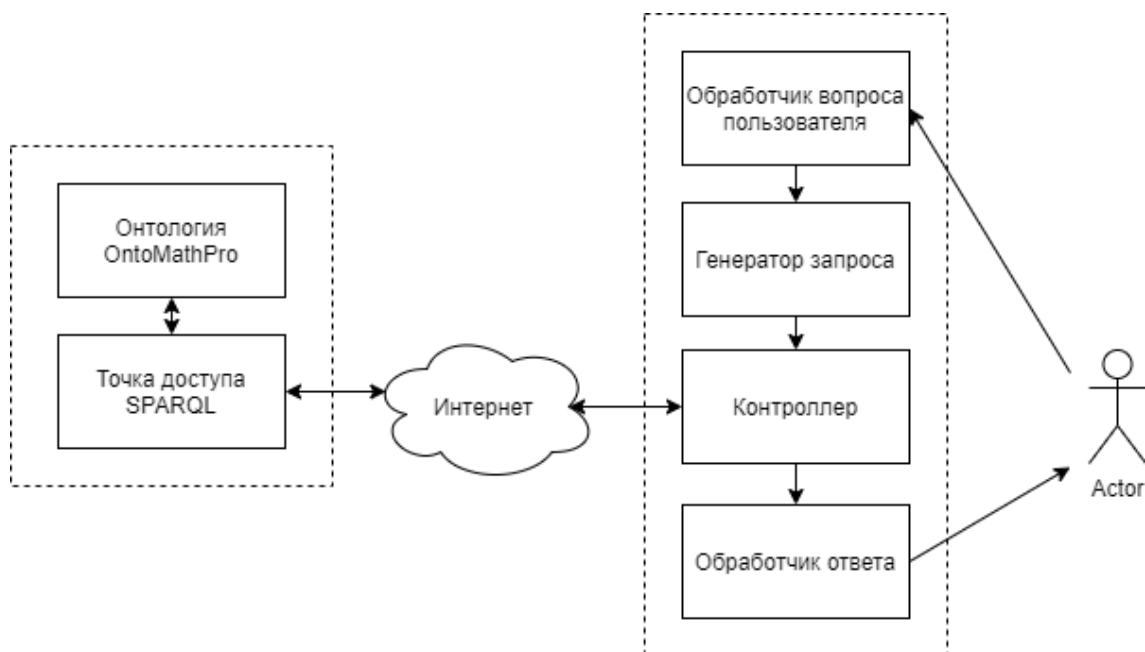 Обработчик вопроса
пользователя
Онтология
OntoMathPro
Генератор запроса
Точка доступа
SPARQL
Интернет
Контроллер
Actor
Обработчик ответа